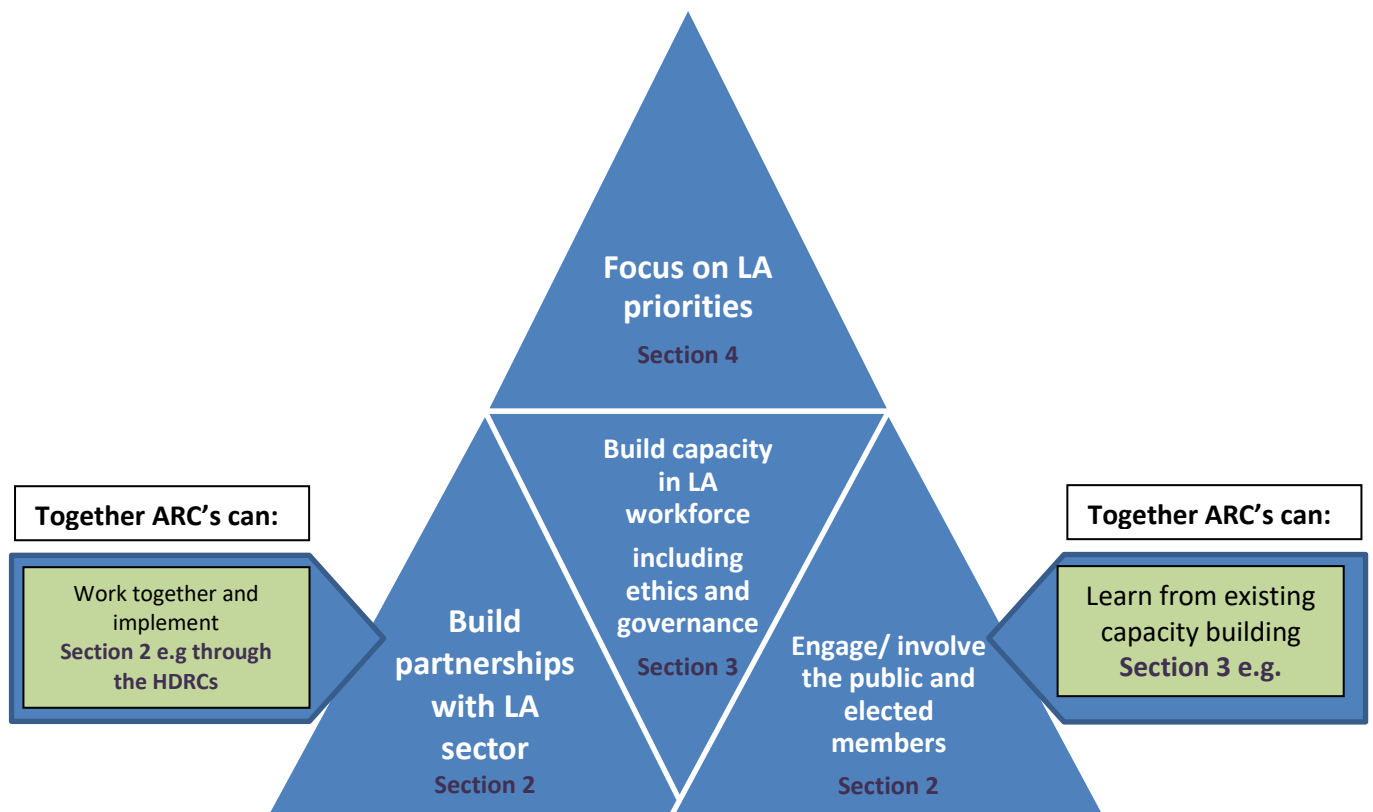 Focus on LA
priorities
Section 4
Build capacity
in LA
workforce
including
ethics and
governance
Section 3
Together ARC’s can:
Work together and
implement
Section 2 e.g through
the HDRCs
Build
partnerships
with LA
sector
Section 2
Engage/ involve
the public and
elected
members
Section 2
Together ARC’s can:
Learn from existing
capacity building
Section 3 e.g.